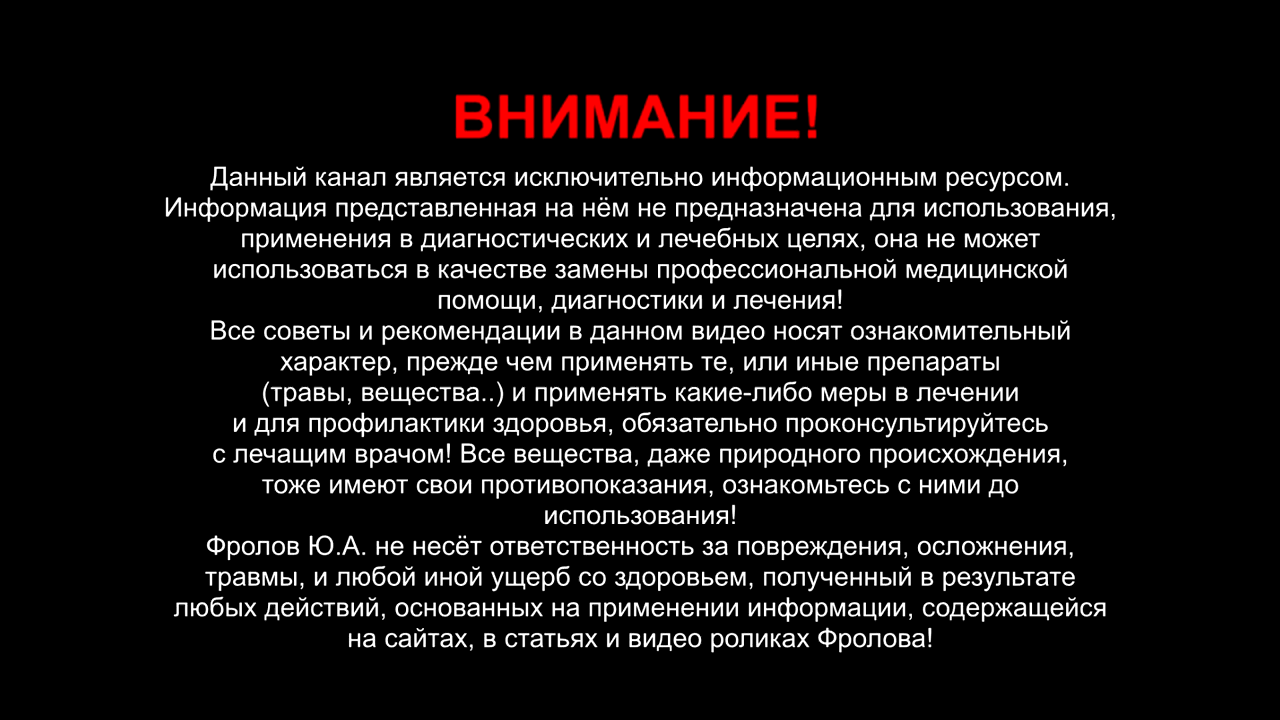 ВНИМАНИЕ!
Данный канал является исключительно информационным ресурсом.
Информация представленная на нём не предназначена для использования,
применения в диагностических и лечебных целях, она не может
использоваться в качестве замены профессиональной медицинской
помощи, диагностики и лечения!
Все советы и рекомендации в данном видео носят ознакомительный
характер, прежде чем применять те, или иные препараты
(травы, вещества..) и применять какие-либо меры в лечении
и для профилактики здоровья, обязательно проконсультируйтесь
с лечащим врачом! Все вещества, даже природного происхождения,
тоже имеют свои противопоказания, ознакомьтесь с ними до
использования!
Фролов Ю.А. не несёт ответственность за повреждения, осложнения,
травмы, и любой иной ущерб со здоровьем, полученный в результате
любых действий, основанных на применении информации, содержащейся
на сайтах, в статьях и видео роликах Фролова!